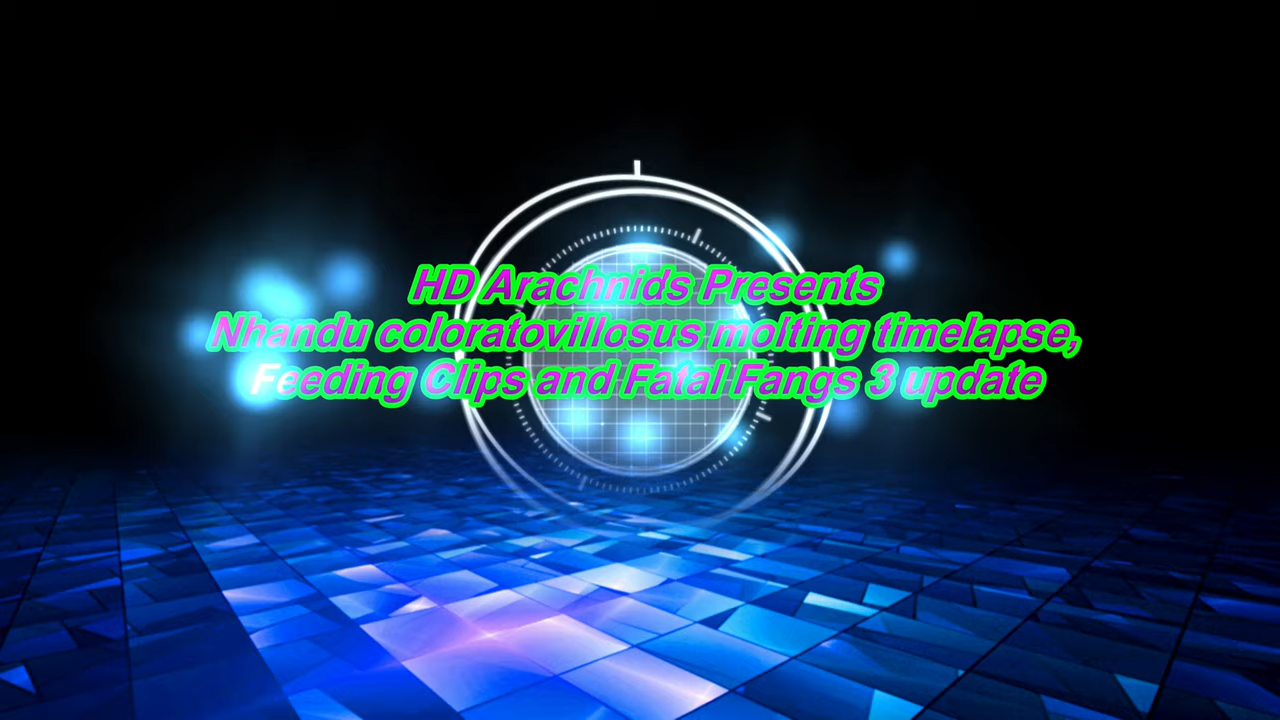 HD Arachnids Presents
Nhandu coloratovillosus molting timelapse,
Feeding Clips and Fatal Fangs 3 update